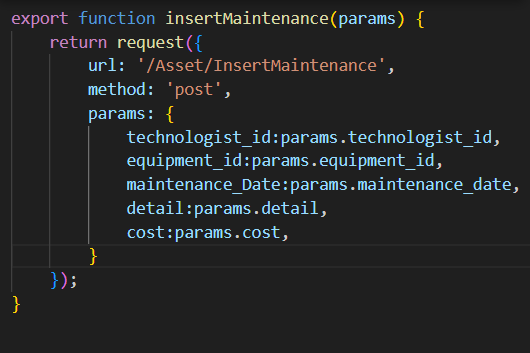 export function insertMaintenance(params) {
    return request({
        url: '/Asset/InsertMaintenance',
        method: 'post',
        params: {
            technologist_id:params.technologist_id,
            equipment_id:params.equipment_id,
            maintenance_Date:params.maintenance_date,
            detail:params.detail,
            cost:params.cost,
        }
    });
}